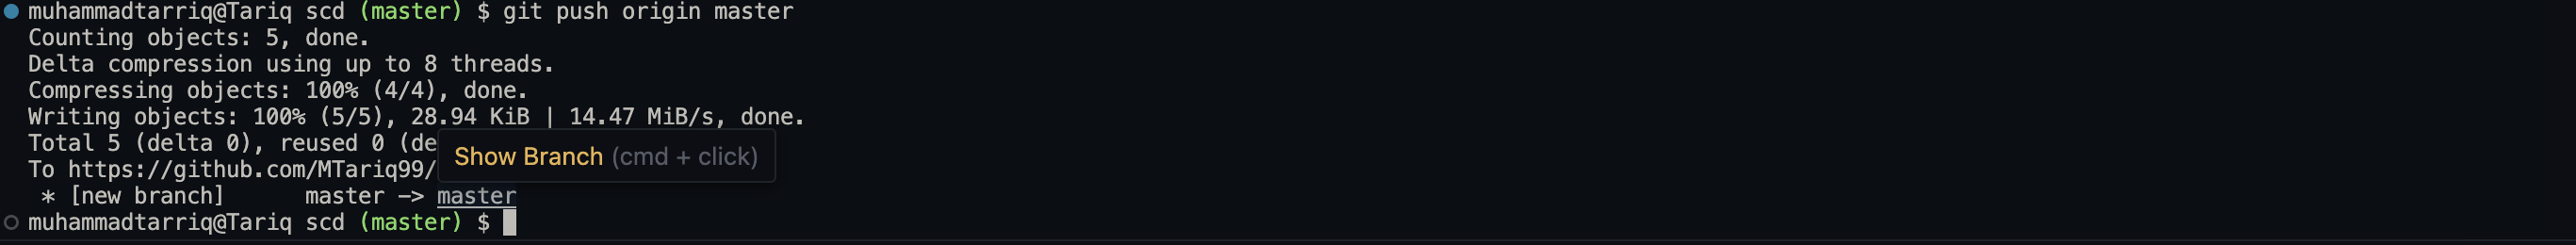 muhammadtarriq@Tariq scd (master) $ git push origin master
Counting objects: 5, done.
Delta compression using up to 8 threads.
Compressing objects: 100% (4/4), done.
Writing objects: 100% (5/5), 28.94 KiB | 14.47 MiB/s, done.
Total 5 (delta 0), reused 0 (de
Show Branch (cmd + click)
To https://github.com/MTariq99/
* [new branch]      master -> master
muhammadtarriq@Tariq scd (master) $